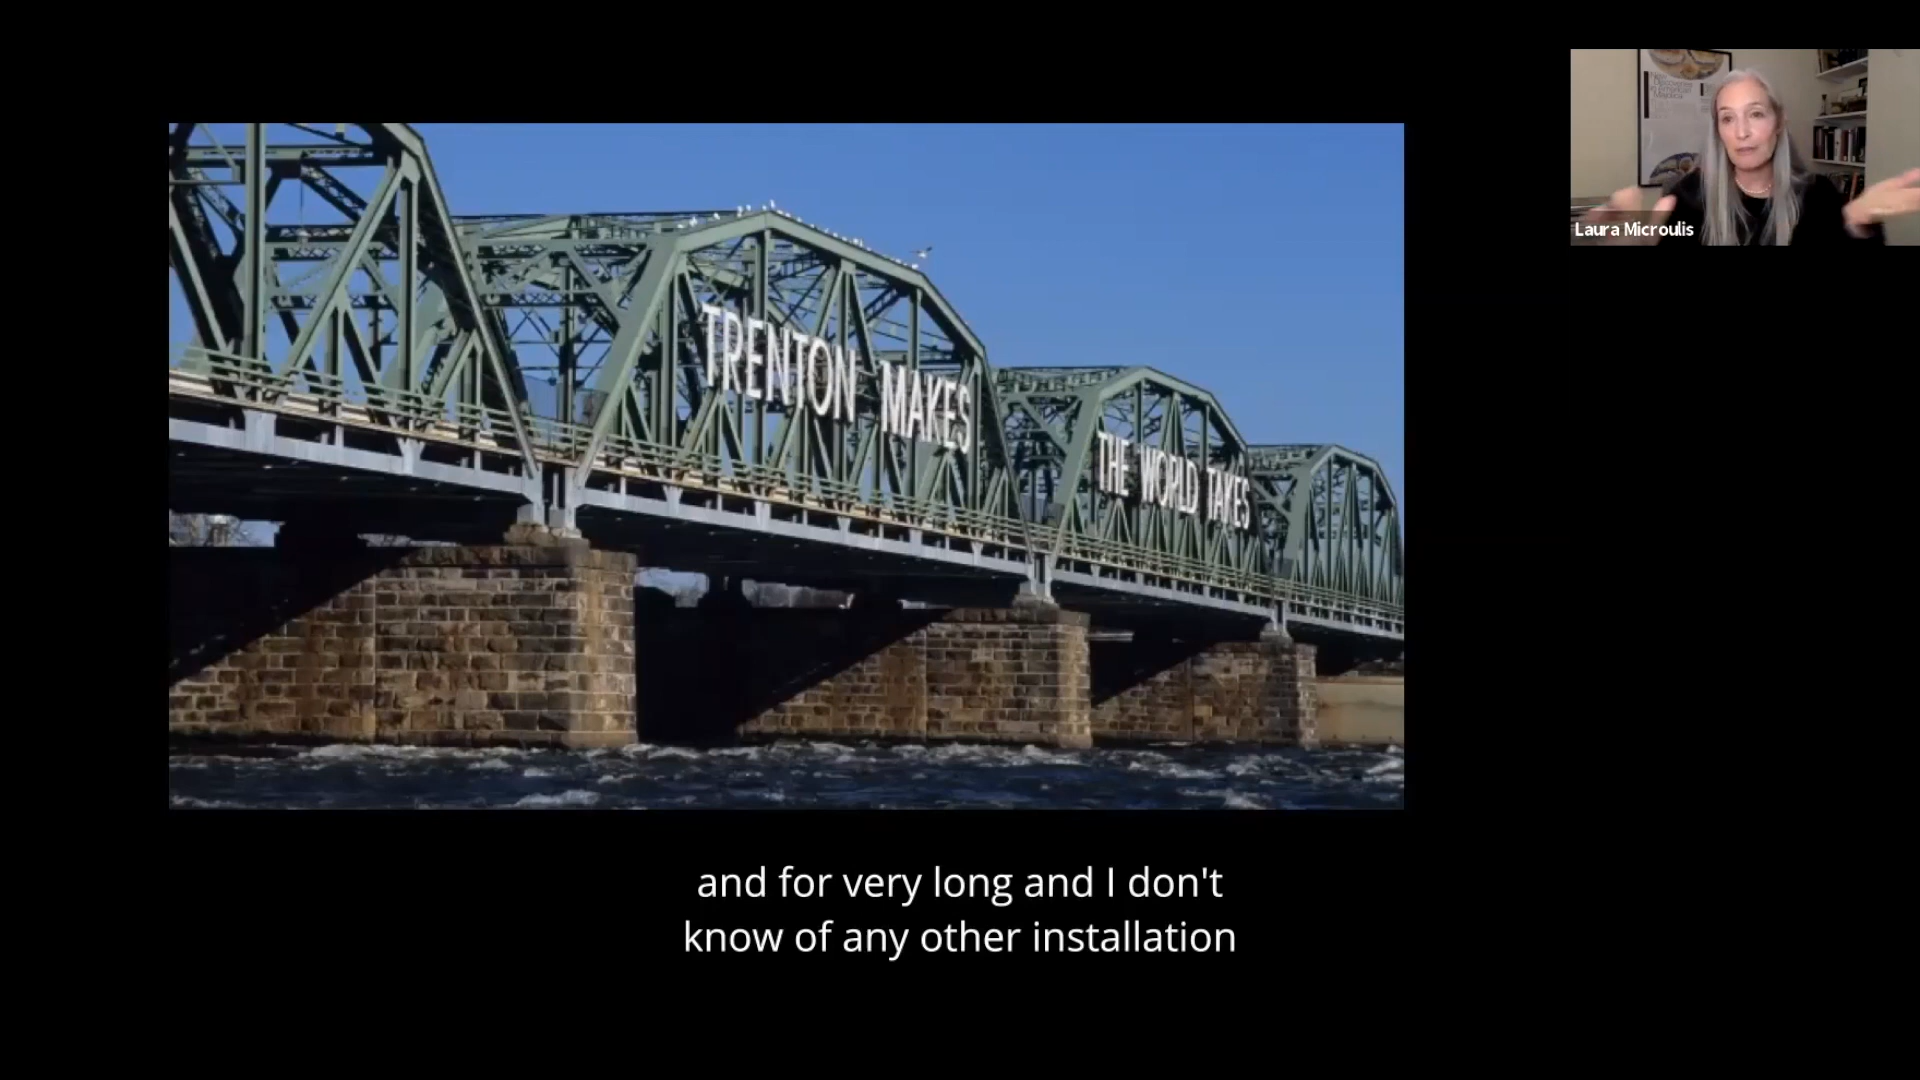 TRENTON MAKES
THE WORLD TAKES
Laura Microulis
and for very long and I don't
know of any other installation